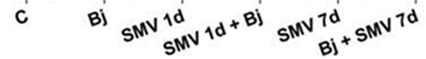 C
Bj
SMV 1d
SMV 1d + Bj
SMV 7d
Bj + SMV 7d